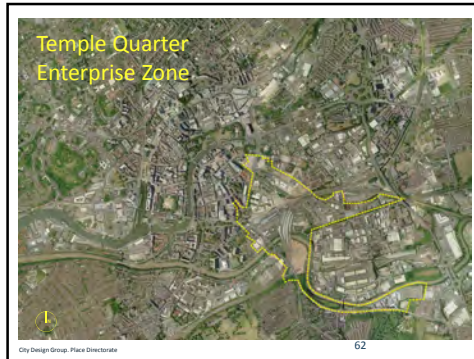 Temple Quarter
Enterprise Zone
City Design Group. Place Directorate
62